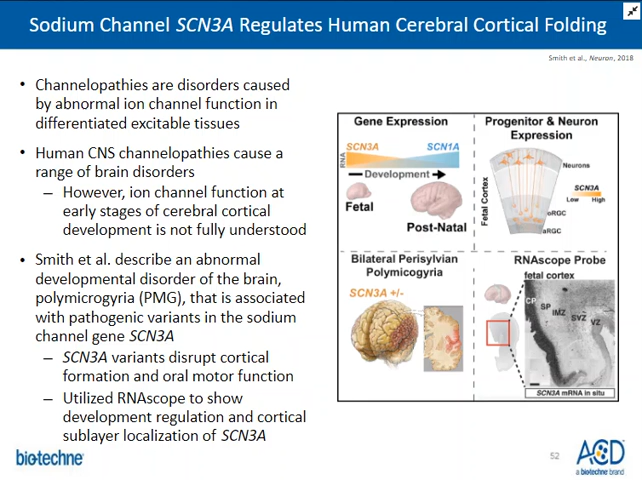 Sodium Channel SCN3A Regulates Human Cerebral Cortical Folding
Smith et al., Neuron, 2018
• Channelopathies are disorders caused
by abnormal ion channel function in
differentiated excitable tissues
• Human CNS channelopathies cause a
range of brain disorders
– However, ion channel function at
early stages of cerebral cortical
development is not fully understood
• Smith et al. describe an abnormal
developmental disorder of the brain,
polymicrogyria (PMG), that is associated
with pathogenic variants in the sodium
channel gene SCN3A
– SCN3A variants disrupt cortical
formation and oral motor function
– Utilized RNAscope to show
development regulation and cortical
sublayer localization of SCN3A
Gene Expression
SCN3A
SCN1A
RNA
Development
Fetal
Post-Natal
Progenitor & Neuron
Expression
Fetal Cortex
Neurons
SCN3A
Low
High
oRGC
aRGC
Bilateral Perisylvian
Polymicogyria
SCN3A +/-
RNAscope Probe
fetal cortex
CP
SP
IMZ
SVZ
VZ
SCN3A mRNA in situ
biotechne
52
ACD
a biotechne brand